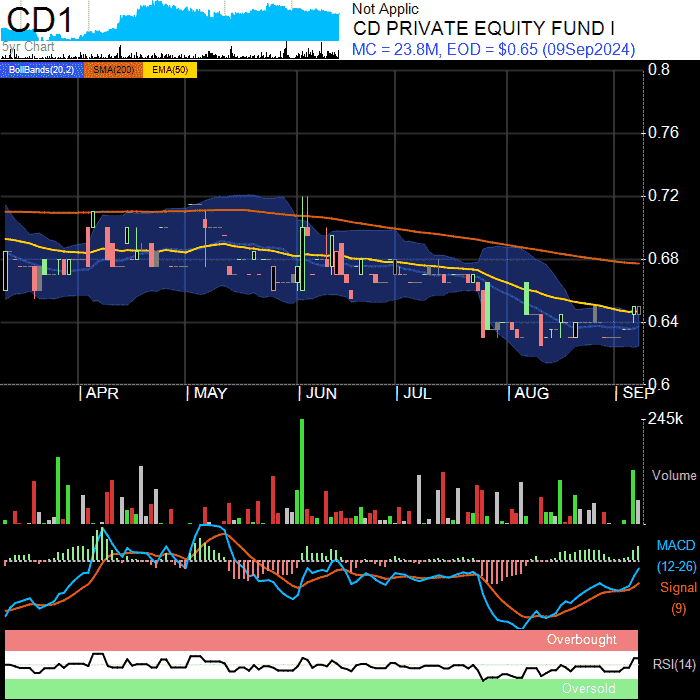 CD1
5yr Chart
Not Applic
CD PRIVATE EQUITY FUND I
MC = 23.8M, EOD = $0.65 (09Sep2024)
BollBands(20,2) SMA(200) EMA(50)
0.8
0.76
0.72
0.68
0.64
0.6
APR MAY JUN JUL AUG SEP
245k
Volume
MACD
(12-26)
Signal
(9)
Overbought
RSI(14)
Oversold